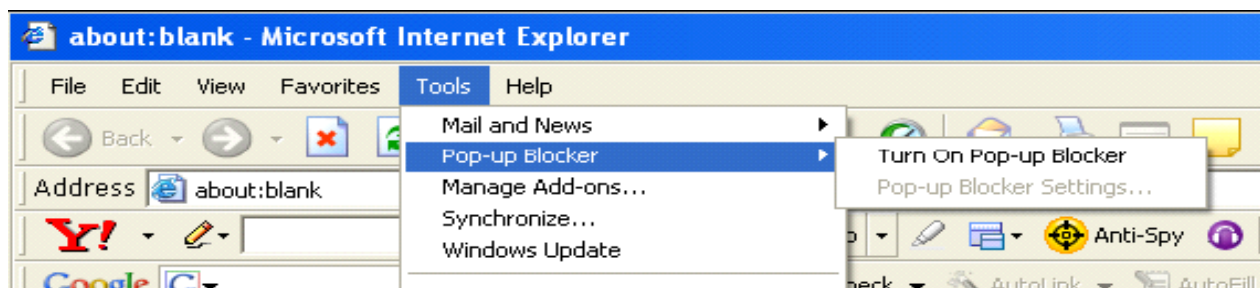 about:blank - Microsoft Internet Explorer
File Edit View Favorites Tools Help
Back
Mail and News
Pop-up Blocker
Turn On Pop-up Blocker
Manage Add-ons...
Pop-up Blocker Settings...
Address about:blank
Synchronize...
Windows Update
Y! Anti-Spy
Google G AutoLink AutoFill